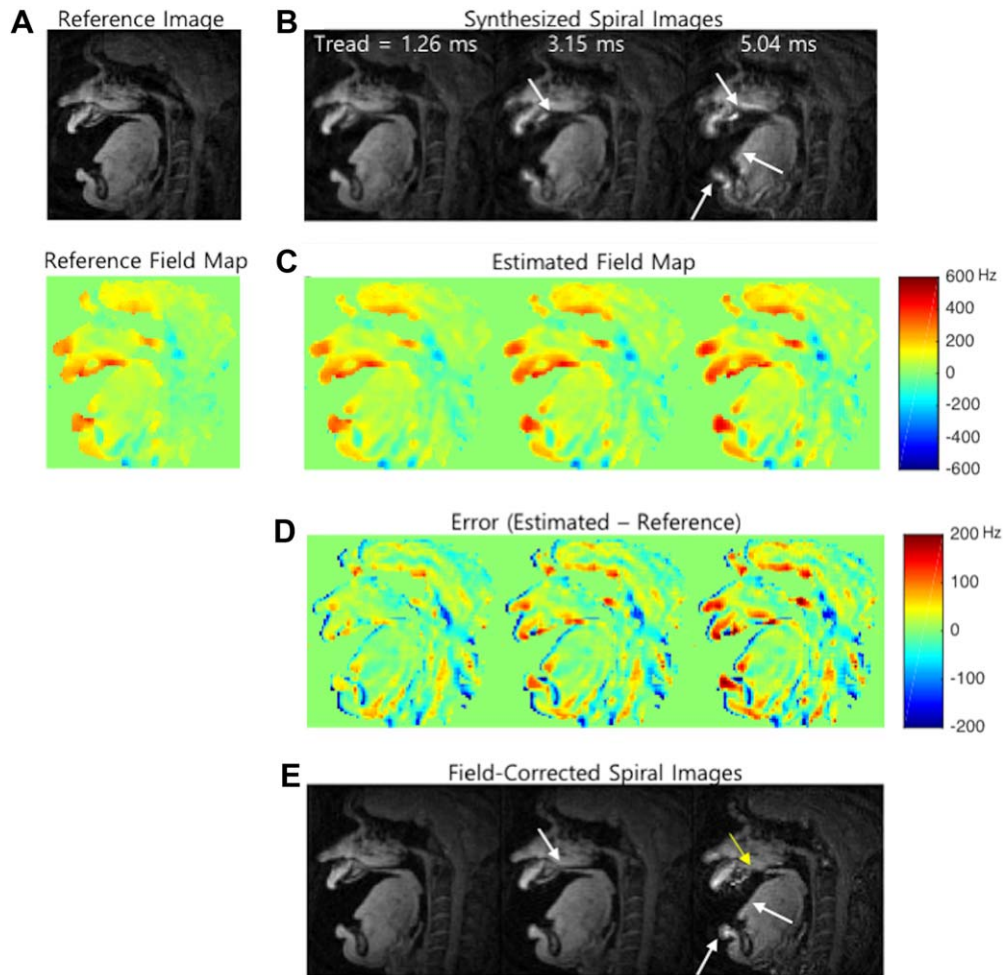 A
Reference Image
B
Synthesized Spiral Images
Tread = 1.26 ms
3.15 ms
5.04 ms
Reference Field Map
C
Estimated Field Map
600 Hz
400
200
0
-200
-400
-600
D
Error (Estimated – Reference)
200 Hz
100
0
-100
-200
E
Field-Corrected Spiral Images